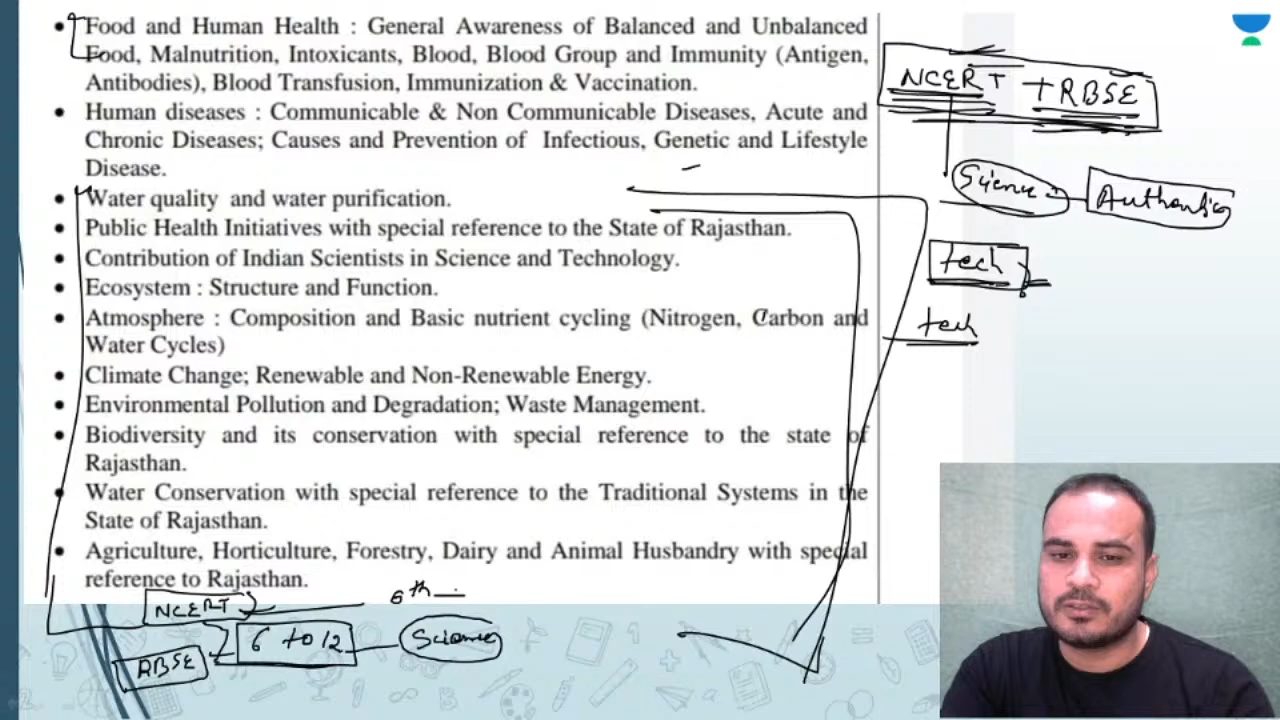 • Food and Human Health : General Awareness of Balanced and Unbalanced
Food, Malnutrition, Intoxicants, Blood, Blood Group and Immunity (Antigen,
Antibodies), Blood Transfusion, Immunization & Vaccination.
• Human diseases : Communicable & Non Communicable Diseases, Acute and
Chronic Diseases; Causes and Prevention of Infectious, Genetic and Lifestyle
Disease.
• Water quality and water purification.
• Public Health Initiatives with special reference to the State of Rajasthan.
• Contribution of Indian Scientists in Science and Technology.
• Ecosystem : Structure and Function.
• Atmosphere : Composition and Basic nutrient cycling (Nitrogen, Carbon and
Water Cycles)
• Climate Change; Renewable and Non-Renewable Energy.
• Environmental Pollution and Degradation; Waste Management.
• Biodiversity and its conservation with special reference to the state of
Rajasthan.
• Water Conservation with special reference to the Traditional Systems in the
State of Rajasthan.
• Agriculture, Horticulture, Forestry, Dairy and Animal Husbandry with special
reference to Rajasthan.
NCERT + RBSE
Science
tech
tech
NCERT 6th
RBSE 6 to 12 Science